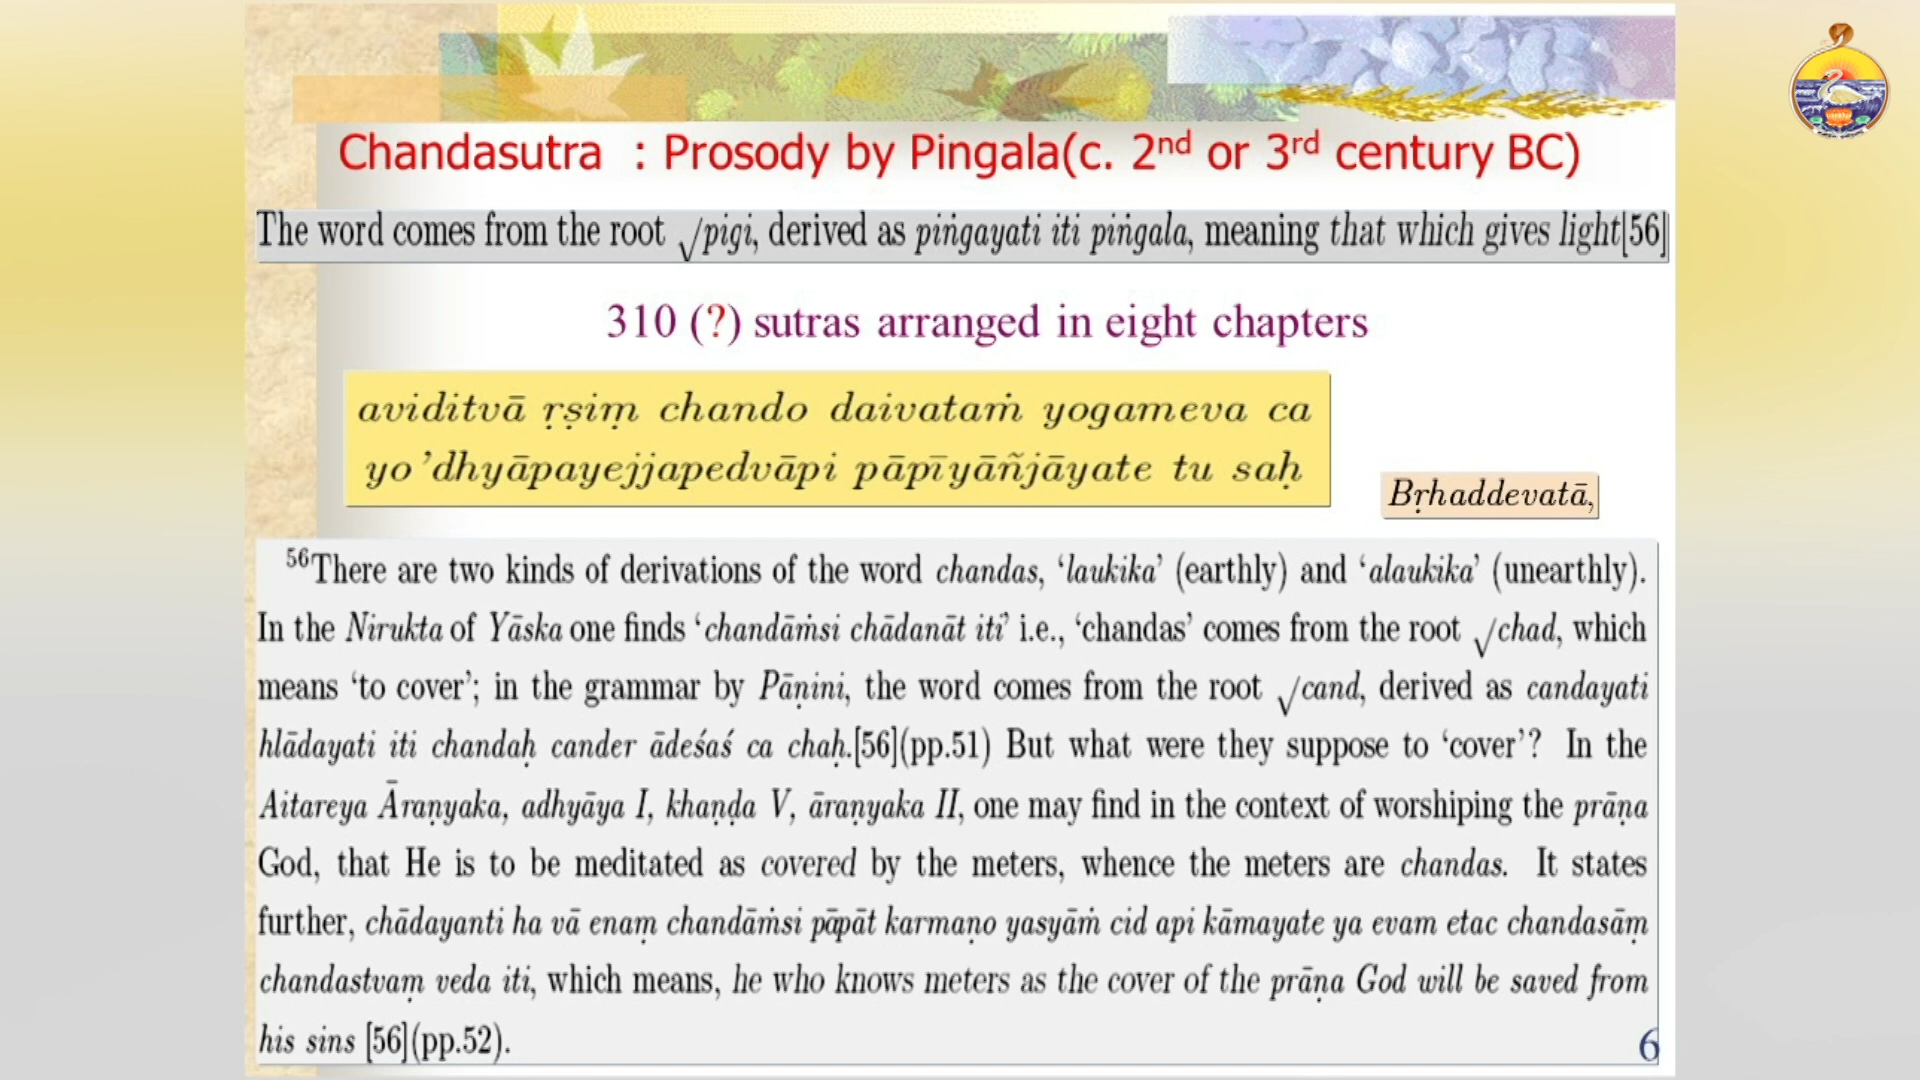 Chandasutra : Prosody by Pingala(c. 2nd or 3rd century BC)
The word comes from the root √pigi, derived as piṅgayati iti piṅgala, meaning that which gives light[56]
310 (?) sutras arranged in eight chapters
aviditvā ṛṣiṃ chando daivataṁ yogameva ca
yo’dhyāpayejjapedvāpi pāpīyāñjāyate tu saḥ
Bṛhaddevatā,
56There are two kinds of derivations of the word chandas, ‘laukika’ (earthly) and ‘alaukika’ (unearthly).
In the Nirukta of Yāska one finds ‘chandāṁsi chādanāt iti’ i.e., ‘chandas’ comes from the root √chad, which
means ‘to cover’; in the grammar by Pāṇini, the word comes from the root √cand, derived as candayati
hlādayati iti chandaḥ cander ādeśaś ca chaḥ.[56](pp.51) But what were they suppose to ‘cover’? In the
Aitareya Āraṇyaka, adhyāya I, khaṇḍa V, āraṇyaka II, one may find in the context of worshiping the prāṇa
God, that He is to be meditated as covered by the meters, whence the meters are chandas. It states
further, chādayanti ha vā enaṃ chandāṁsi pāpāt karmaṇo yasyāṁ cid api kāmayate ya evam etac chandasāṃ
chandastvaṃ veda iti, which means, he who knows meters as the cover of the prāṇa God will be saved from
his sins [56](pp.52).
6